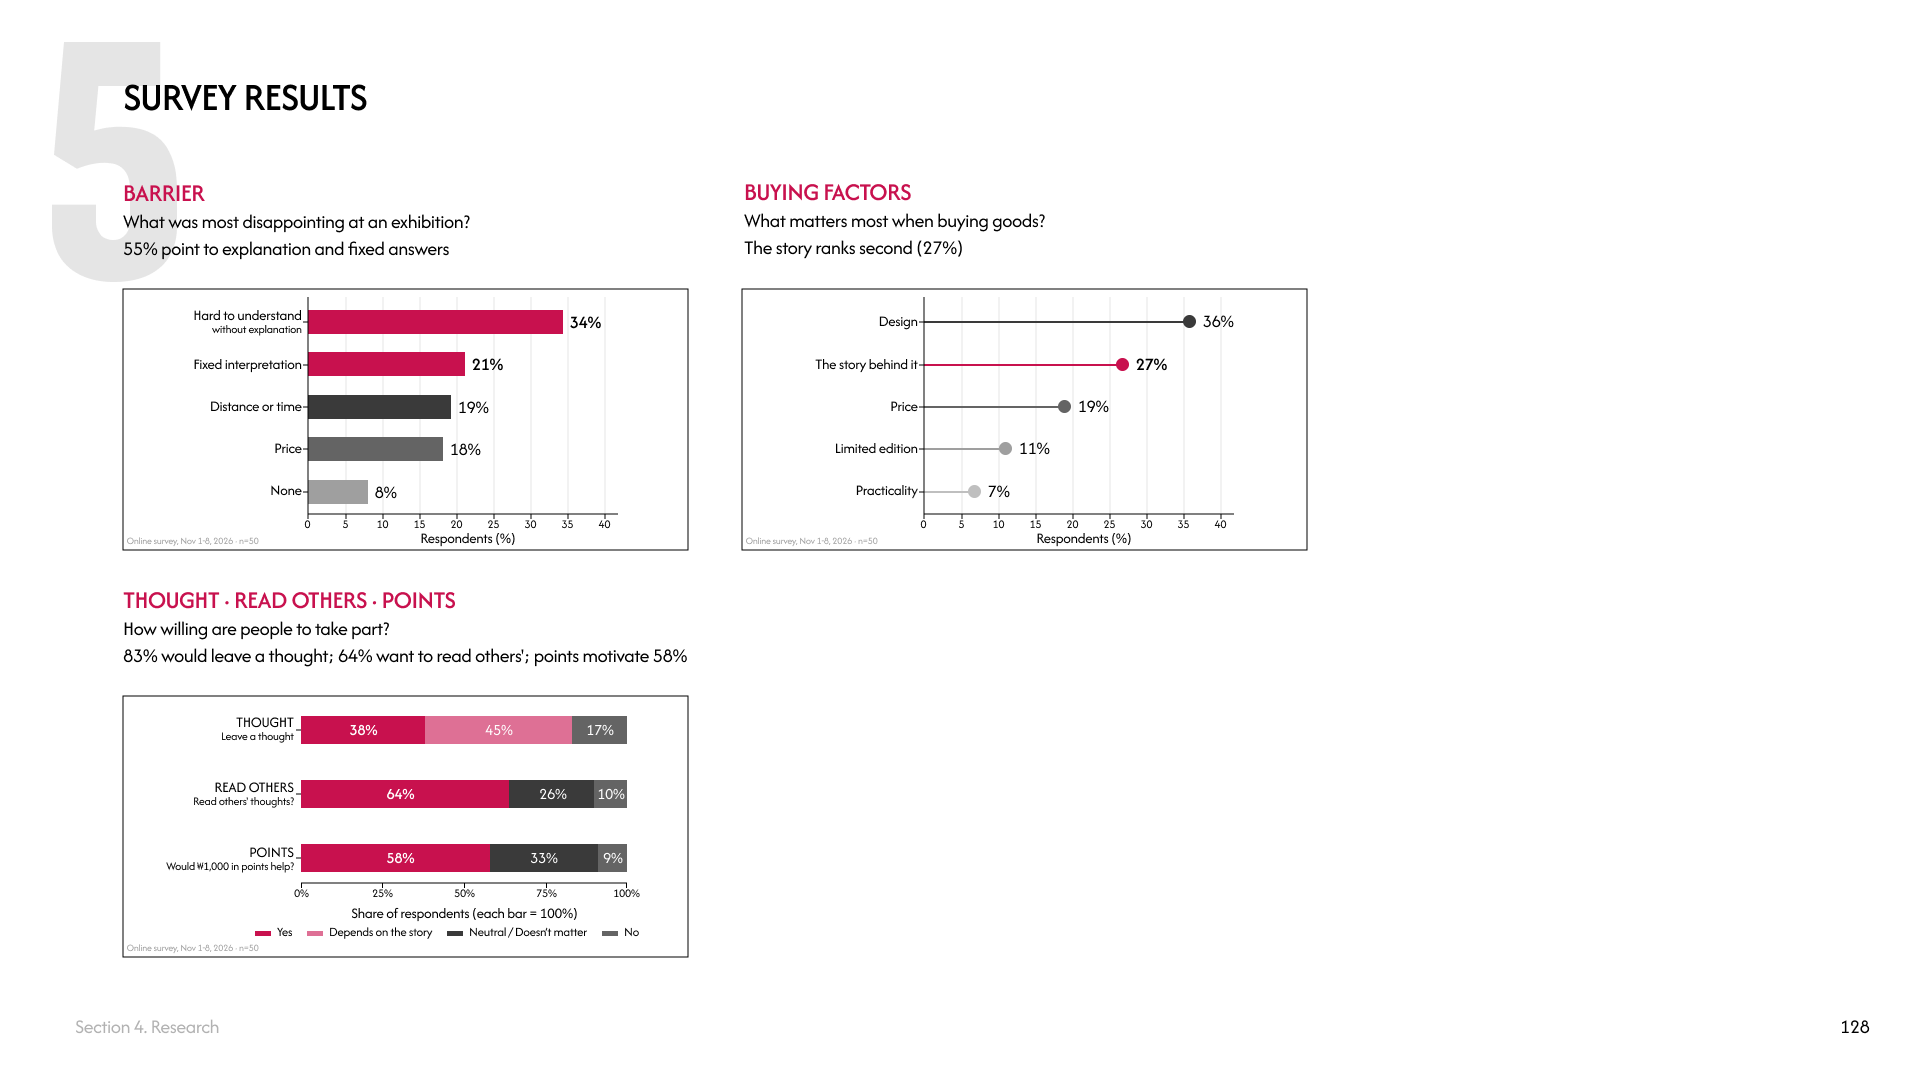 5
SURVEY RESULTS
BARRIER
What was most disappointing at an exhibition?
55% point to explanation and fixed answers
Hard to understand
without explanation
34%
Fixed interpretation
21%
Distance or time
19%
Price
18%
None
8%
0 5 10 15 20 25 30 35 40
Respondents (%)
Online survey, Nov 1-8, 2026 · n=50
BUYING FACTORS
What matters most when buying goods?
The story ranks second (27%)
Design
36%
The story behind it
27%
Price
19%
Limited edition
11%
Practicality
7%
0 5 10 15 20 25 30 35 40
Respondents (%)
Online survey, Nov 1-8, 2026 · n=50
THOUGHT · READ OTHERS · POINTS
How willing are people to take part?
83% would leave a thought; 64% want to read others'; points motivate 58%
THOUGHT
Leave a thought
38% 45% 17%
READ OTHERS
Read others' thoughts?
64% 26% 10%
POINTS
Would ₩1,000 in points help?
58% 33% 9%
0% 25% 50% 75% 100%
Share of respondents (each bar = 100%)
Yes Depends on the story Neutral / Doesn't matter No
Online survey, Nov 1-8, 2026 · n=50
Section 4. Research
128